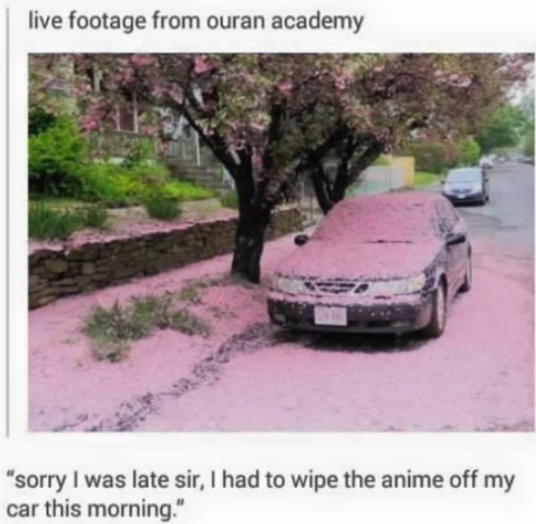 live footage from ouran academy
"sorry I was late sir, I had to wipe the anime off my
car this morning."